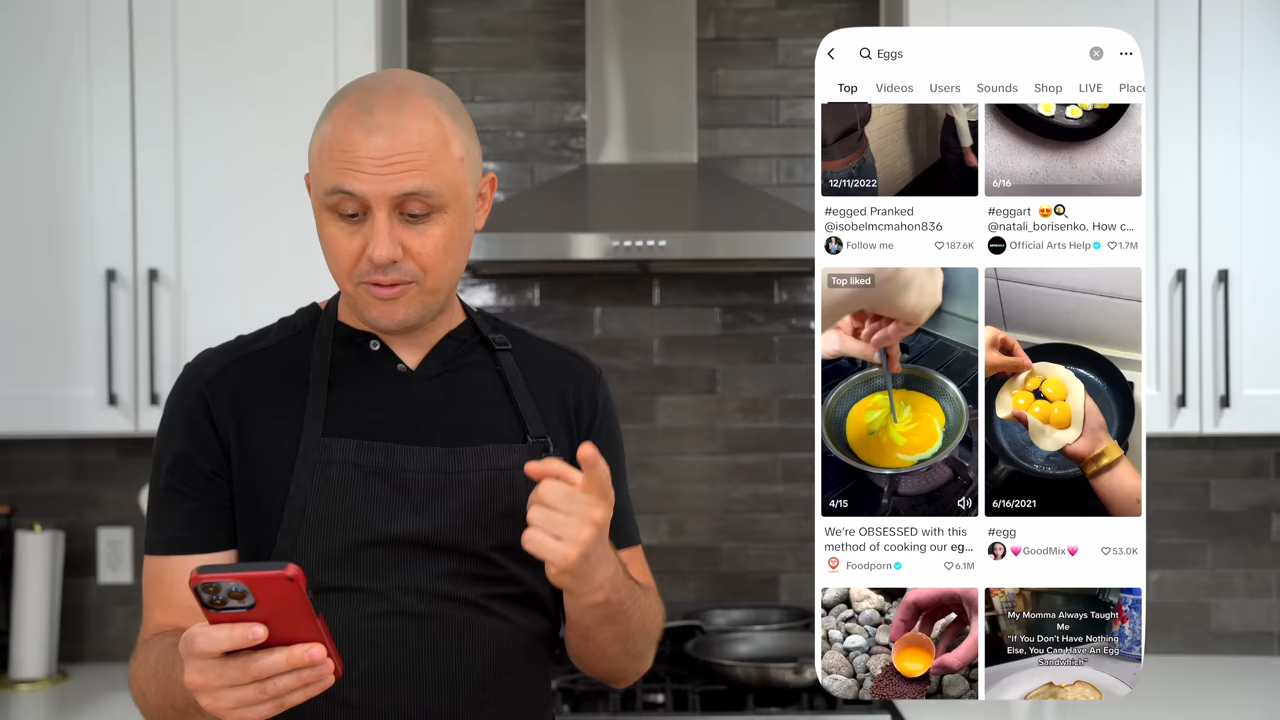 Eggs
Top Videos Users Sounds Shop LIVE Place
12/11/2022
6/16
#egged Pranked
@isobelmcmahon836
Follow me 187.6K
#eggart 😍🍳
@natali_borisenko. How c...
Official Arts Help 1.7M
Top liked
4/15
6/16/2021
We're OBSESSED with this
method of cooking our eg...
Foodporn 6.1M
#egg
💗GoodMix💗 53.0K
My Momma Always Taught
Me
"If You Don't Have Nothing
Else, You Can Have An Egg
Sandwhich"